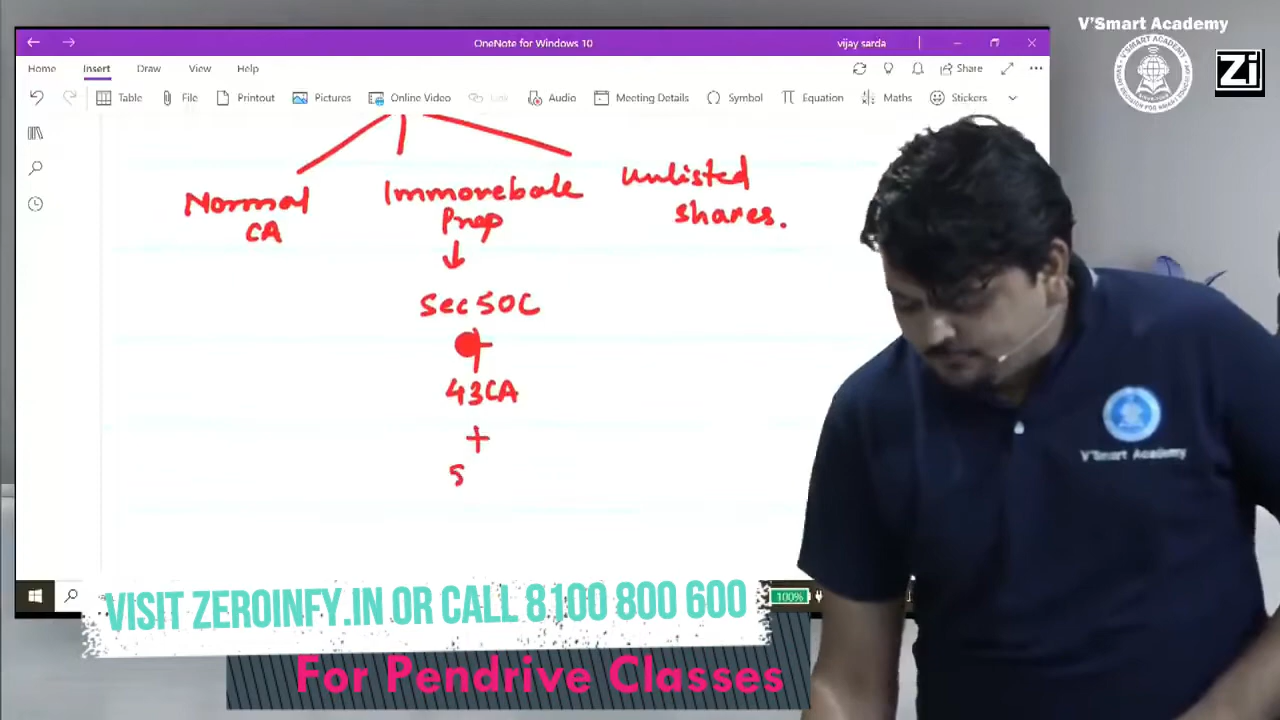 V'Smart Academy
OneNote for Windows 10
vijay sarda
Zi
Home Insert Draw View Help
Share
Table File Printout Pictures Online Video Link Audio Meeting Details Symbol Equation Maths Stickers
Normal
CA
Immovebale
Prop
Unlisted
shares.
Sec 50C
+
43CA
+
5
V'Smart Academy
100%
VISIT ZEROINFY.IN OR CALL 8100 800 600
For Pendrive Classes